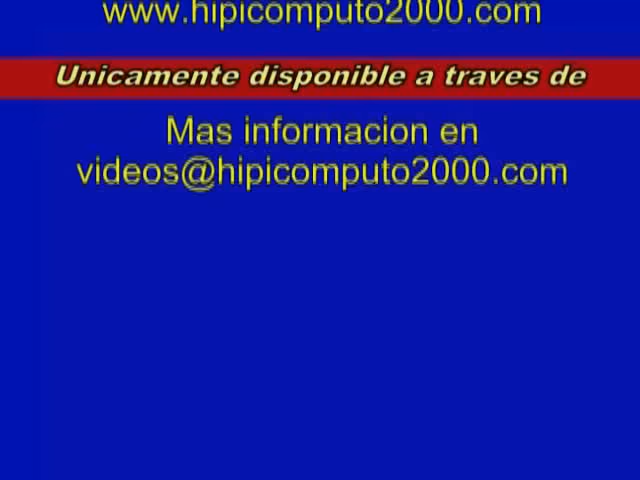 www.hipicomputo2000.com
Unicamente disponible a traves de
Mas informacion en
videos@hipicomputo2000.com